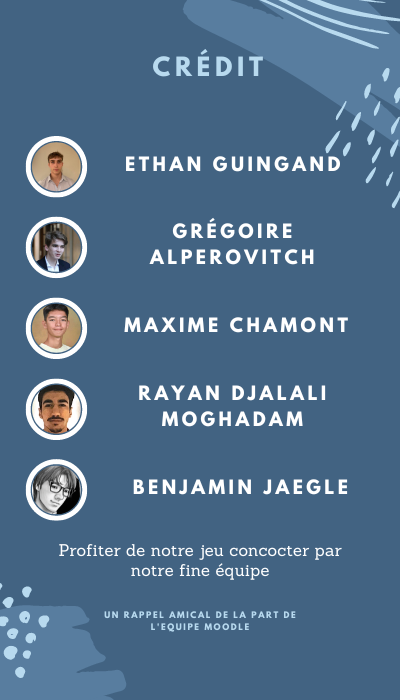 CRÉDIT
ETHAN GUINGAND
GRÉGOIRE
ALPEROVITCH
MAXIME CHAMONT
RAYAN DJALALI
MOGHADAM
BENJAMIN JAEGLE
Profiter de notre jeu concocter par
notre fine équipe
UN RAPPEL AMICAL DE LA PART DE
L'EQUIPE MOODLE